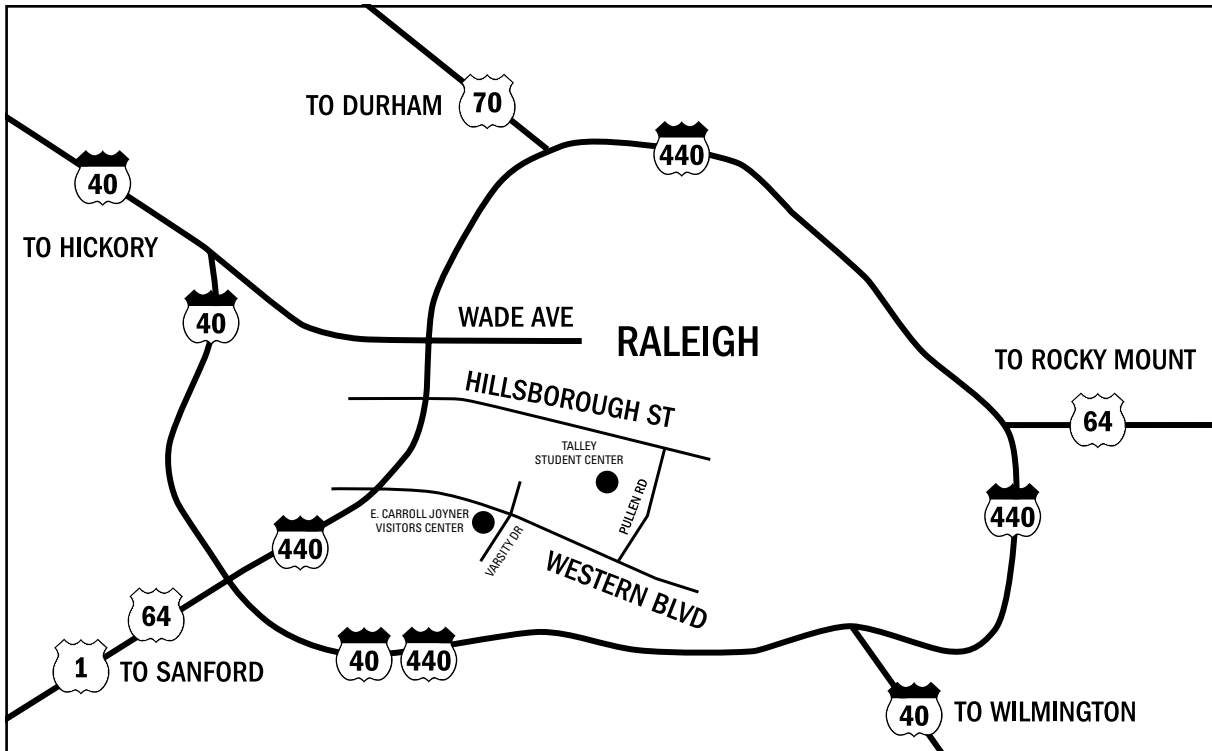 TO DURHAM
70
440
40
TO HICKORY
40
WADE AVE
RALEIGH
TO ROCKY MOUNT
64
HILLSBOROUGH ST
TALLEY
STUDENT CENTER
PULLEN RD
E. CARROLL JOYNER
VISITORS CENTER
VARSITY DR
WESTERN BLVD
440
440
64
1
TO SANFORD
40
440
40
TO WILMINGTON